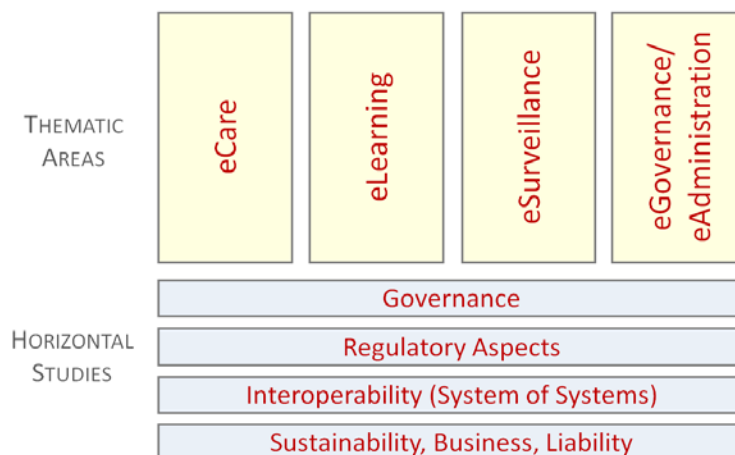 THEMATIC
AREAS
eCare
eLearning
eSurveillance
eGovernance/
eAdministration
HORIZONTAL
STUDIES
Governance
Regulatory Aspects
Interoperability (System of Systems)
Sustainability, Business, Liability